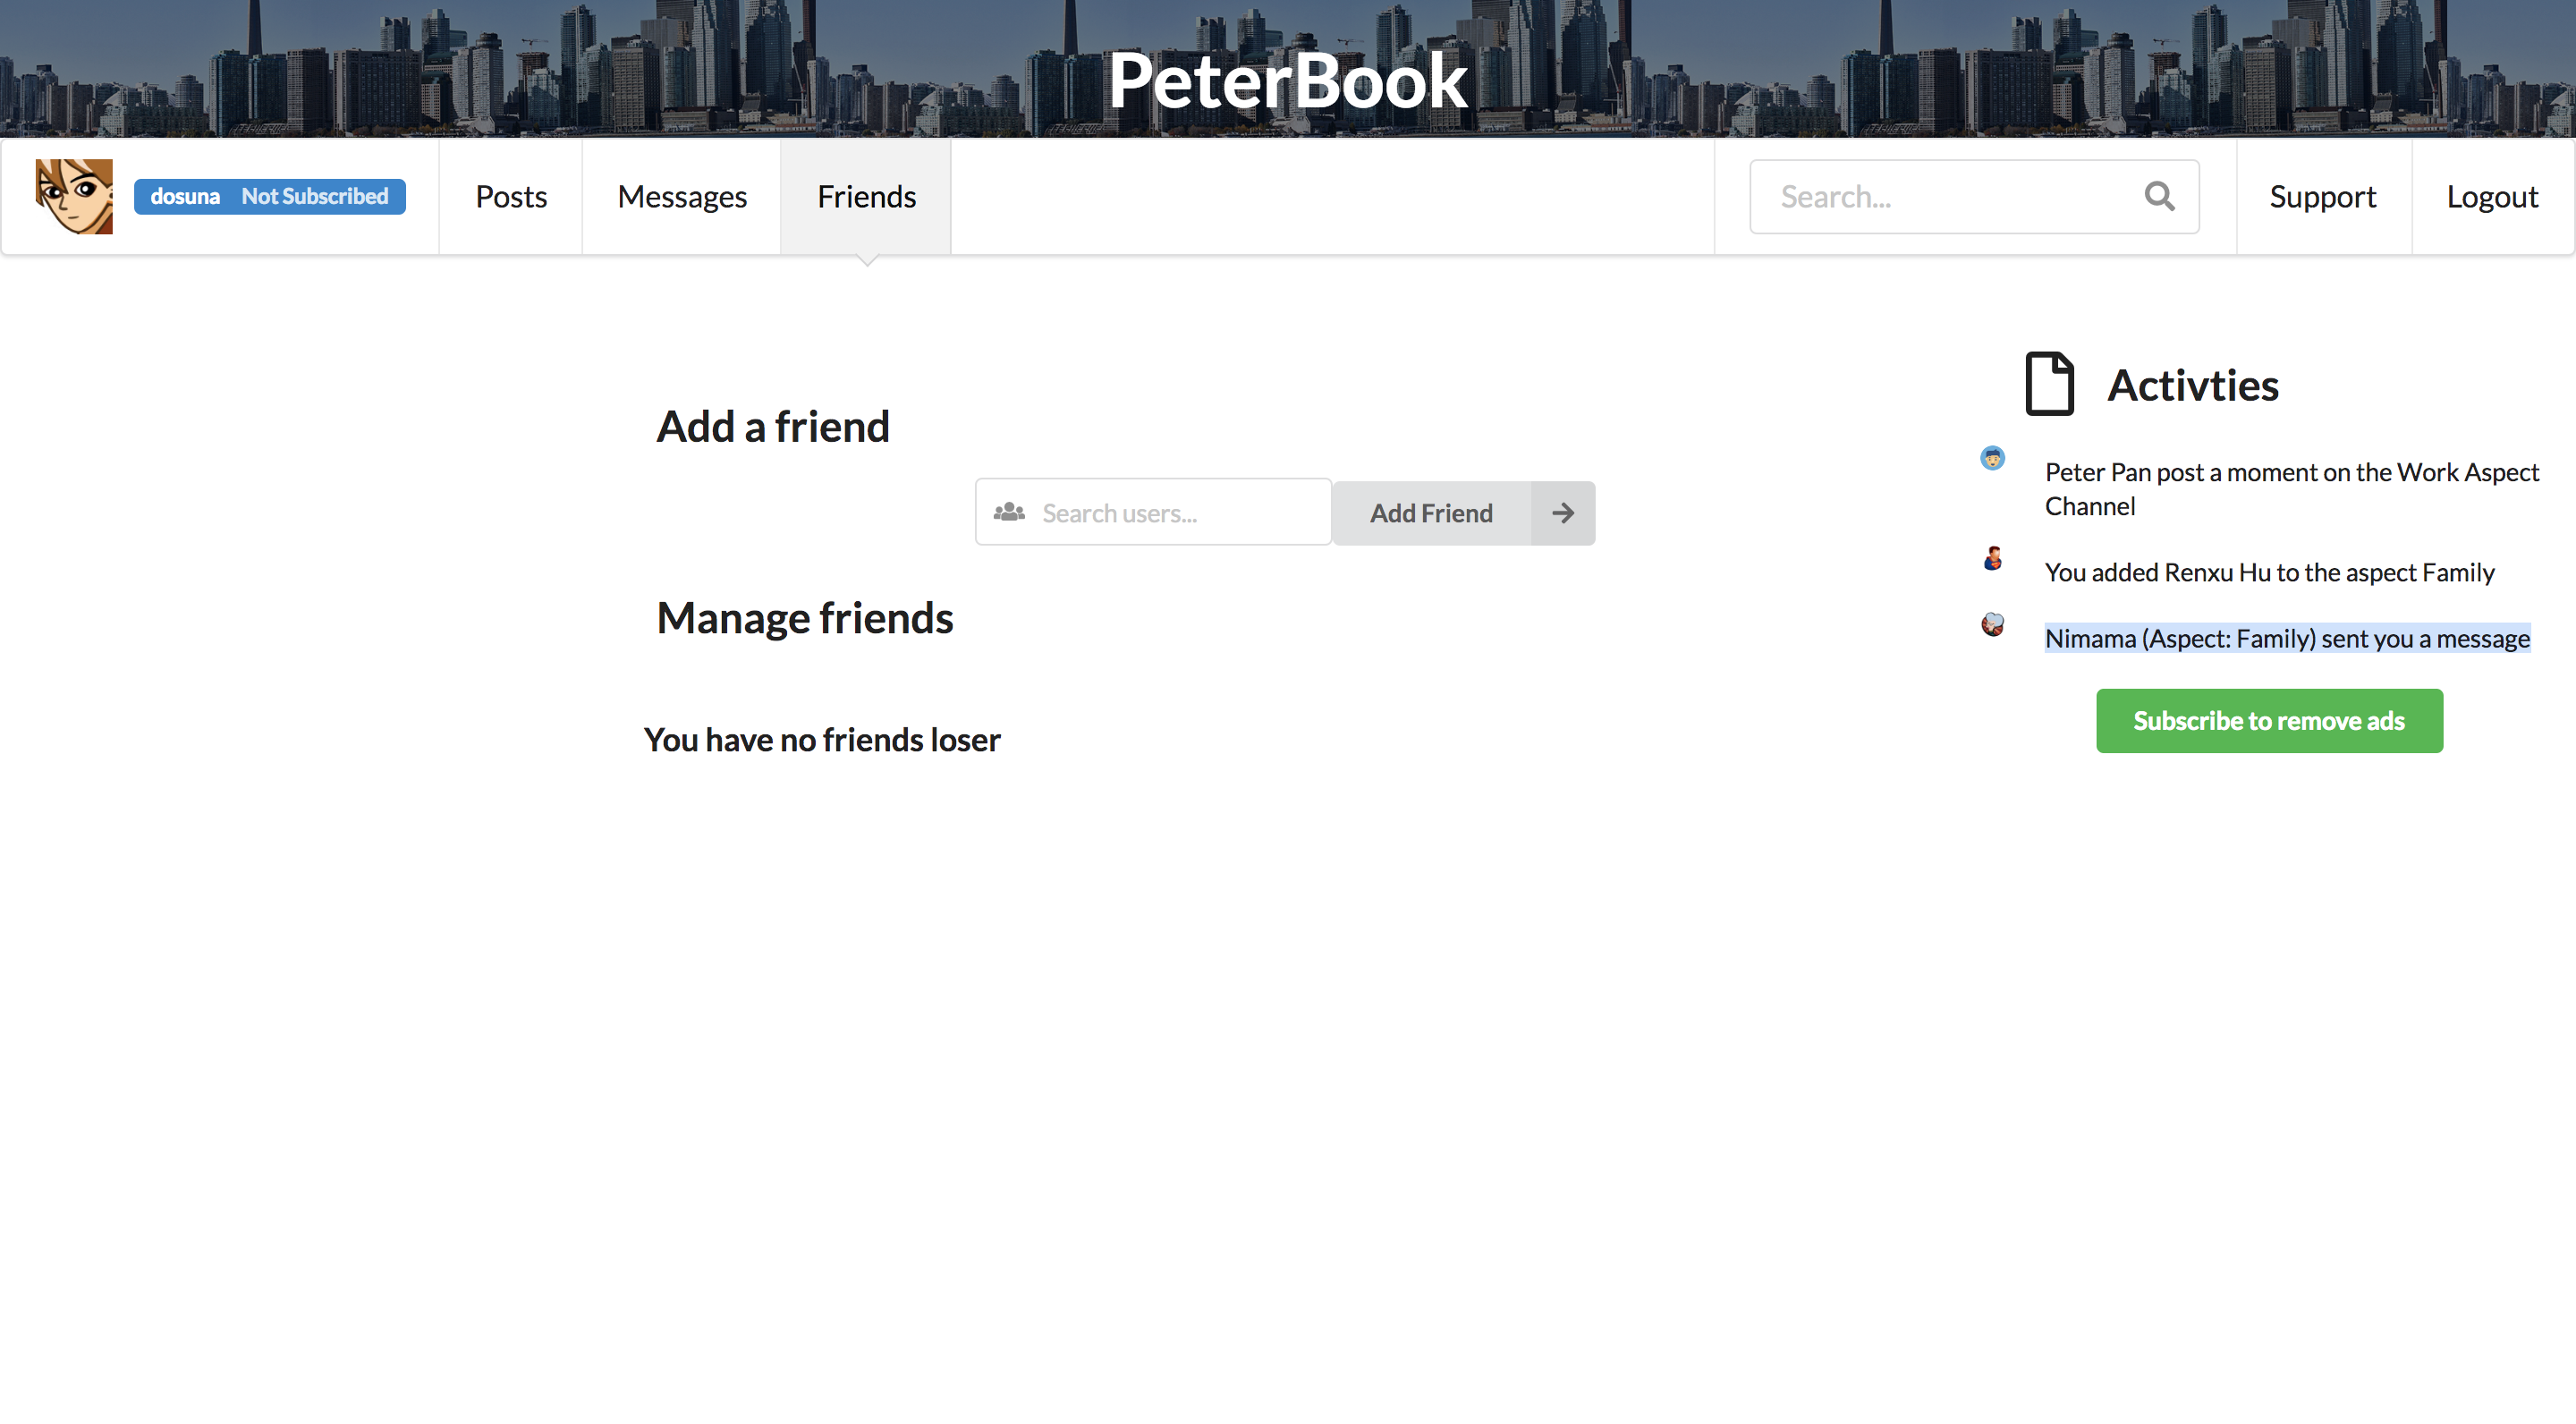 PeterBook
dosuna Not Subscribed
Posts
Messages
Friends
Search...
Support
Logout
Add a friend
Search users...
Add Friend
Manage friends
You have no friends loser
Activties
Peter Pan post a moment on the Work Aspect
Channel
You added Renxu Hu to the aspect Family
Nimama (Aspect: Family) sent you a message
Subscribe to remove ads